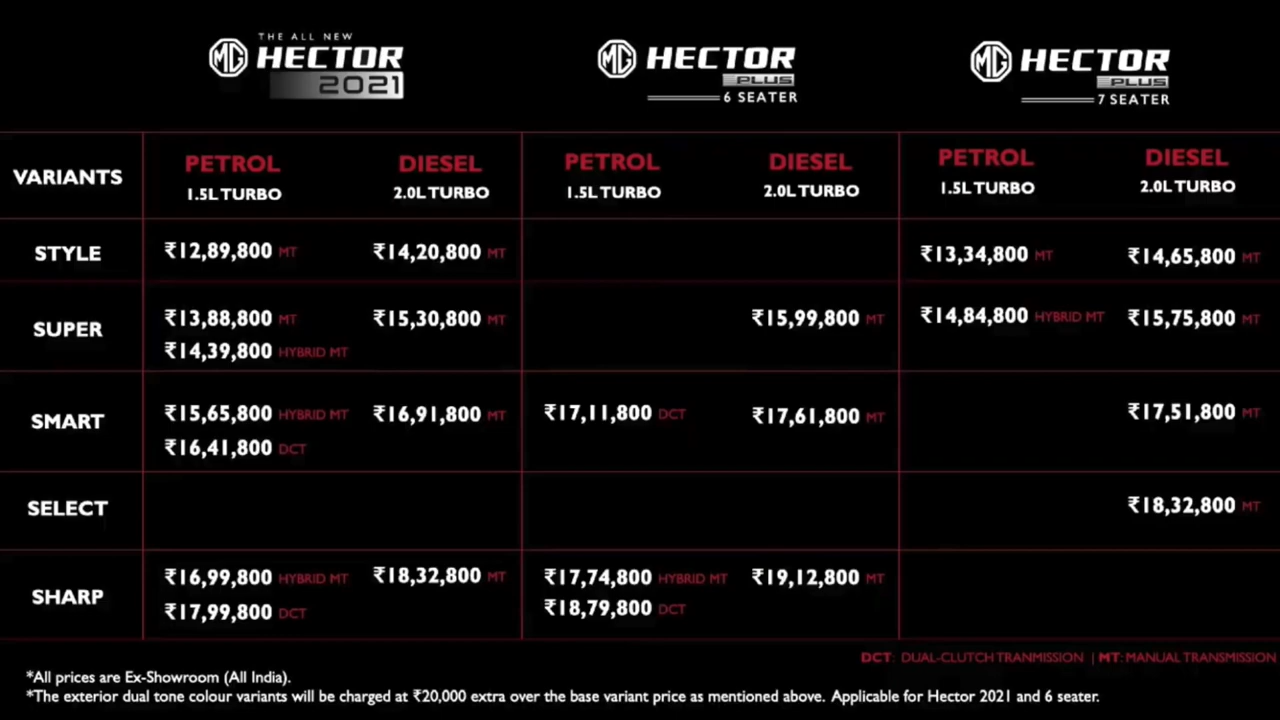 THE ALL NEW
MG HECTOR
2021
MG HECTOR
PLUS
6 SEATER
MG HECTOR
PLUS
7 SEATER
VARIANTS PETROL DIESEL PETROL DIESEL PETROL DIESEL
1.5L TURBO 2.0L TURBO 1.5L TURBO 2.0L TURBO 1.5L TURBO 2.0L TURBO
STYLE ₹12,89,800 MT ₹14,20,800 MT ₹13,34,800 MT ₹14,65,800 MT
SUPER ₹13,88,800 MT ₹15,30,800 MT ₹15,99,800 MT ₹14,84,800 HYBRID MT ₹15,75,800 MT
₹14,39,800 HYBRID MT
SMART ₹15,65,800 HYBRID MT ₹16,91,800 MT ₹17,11,800 DCT ₹17,61,800 MT ₹17,51,800 MT
₹16,41,800 DCT
SELECT ₹18,32,800 MT
SHARP ₹16,99,800 HYBRID MT ₹18,32,800 MT ₹17,74,800 HYBRID MT ₹19,12,800 MT
₹17,99,800 DCT ₹18,79,800 DCT
DCT: DUAL-CLUTCH TRANMISSION | MT: MANUAL TRANSMISSION
*All prices are Ex-Showroom (All India).
*The exterior dual tone colour variants will be charged at ₹20,000 extra over the base variant price as mentioned above. Applicable for Hector 2021 and 6 seater.